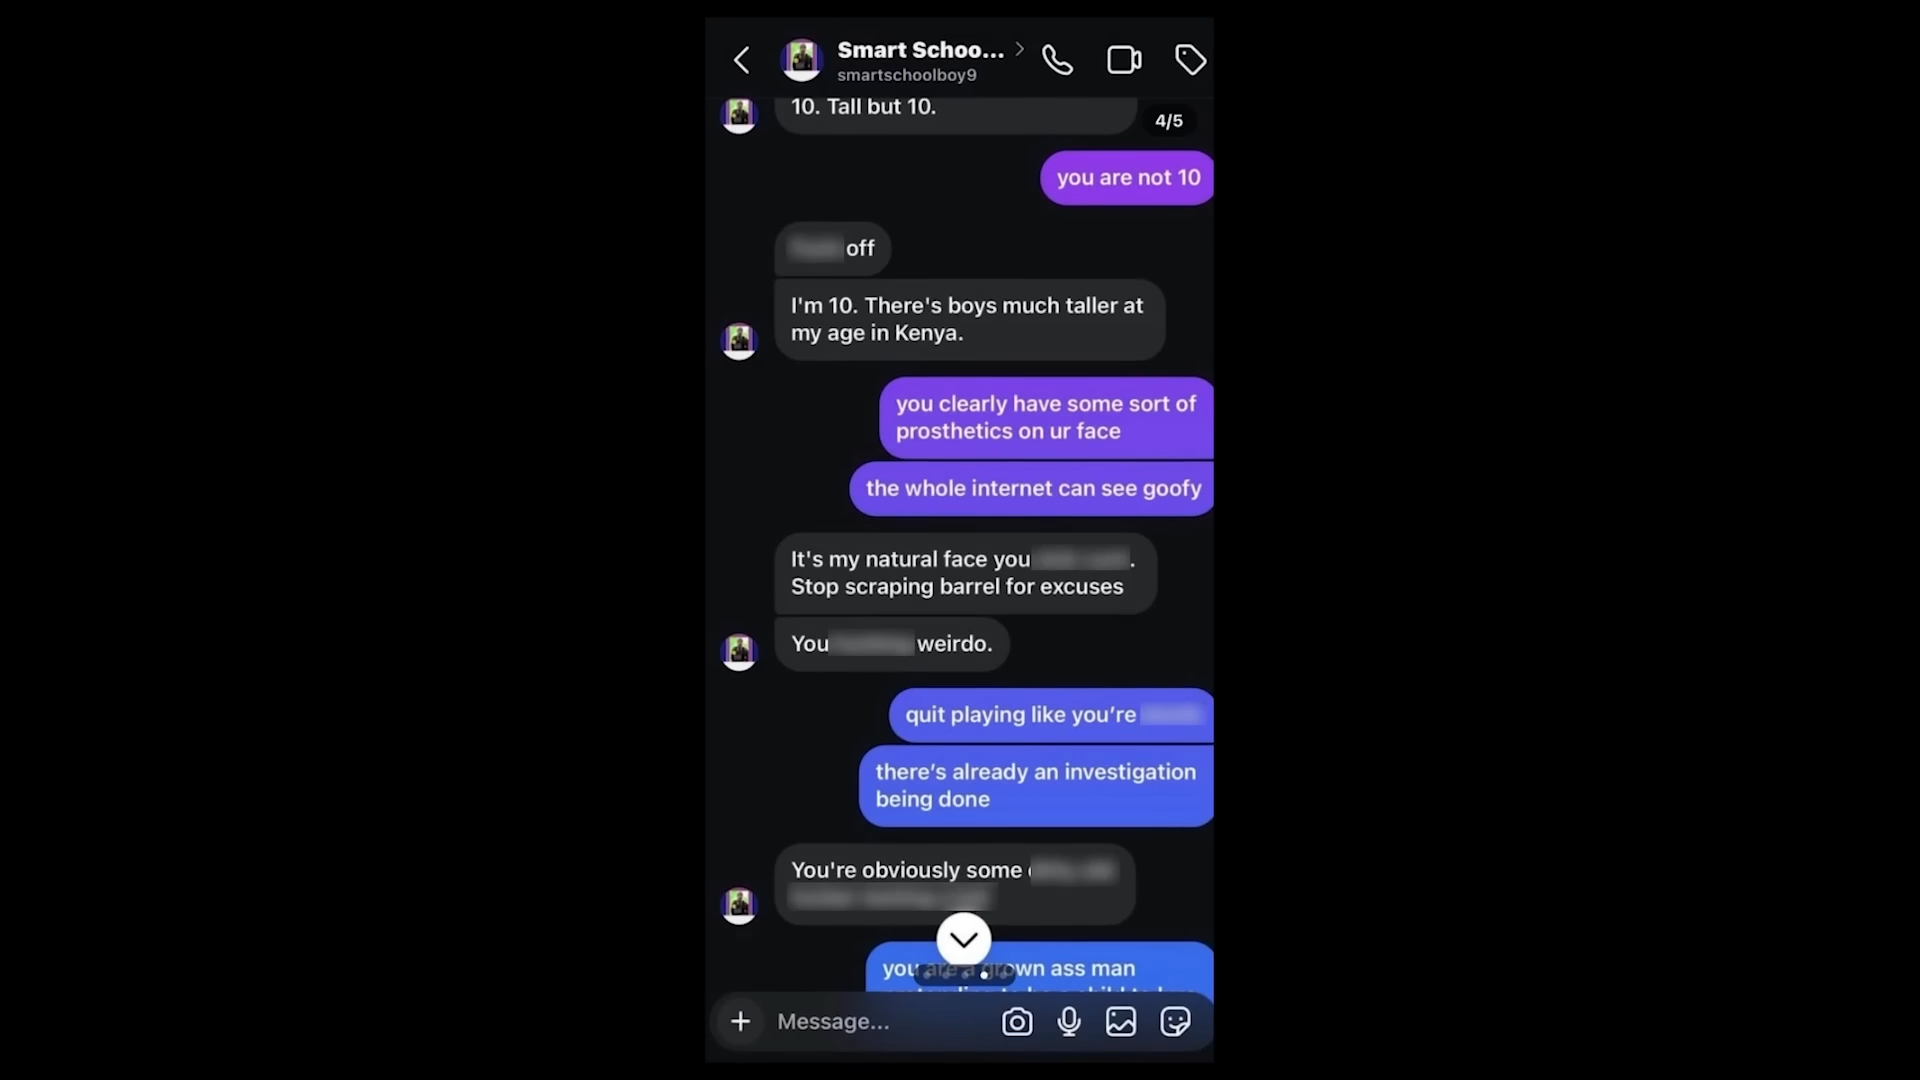 Smart Schoo...
smartschoolboy9
10. Tall but 10.
4/5
you are not 10
off
I'm 10. There's boys much taller at
my age in Kenya.
you clearly have some sort of
prosthetics on ur face
the whole internet can see goofy
It's my natural face you .
Stop scraping barrel for excuses
You weirdo.
quit playing like you’re
there’s already an investigation
being done
You're obviously some
you are a grown ass man
Message...